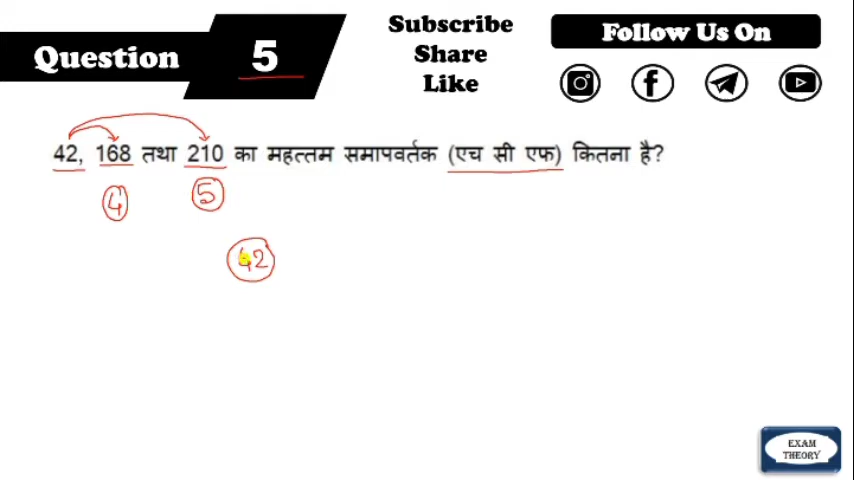 Question 5
Subscribe
Share
Like
Follow Us On
42, 168 तथा 210 का महत्तम समापवर्तक (एच सी एफ) कितना है?
4 5
42
EXAM
THEORY